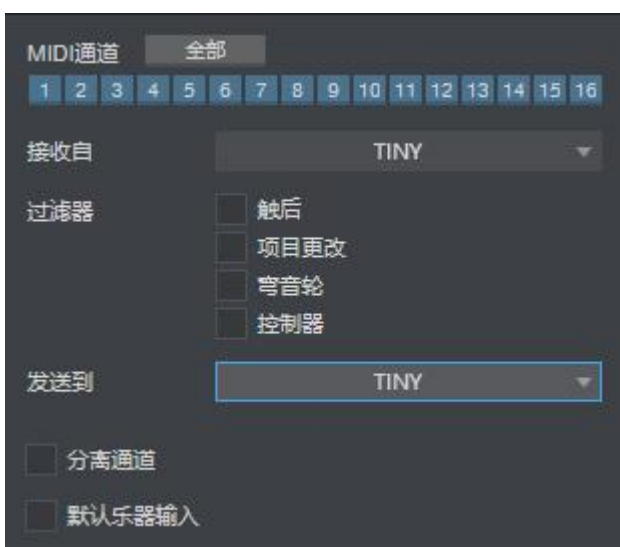 MIDI通道 全部
1 2 3 4 5 6 7 8 9 10 11 12 13 14 15 16
接收自 TINY
过滤器 触后
项目更改
穹音轮
控制器
发送到 TINY
分离通道
默认乐器输入